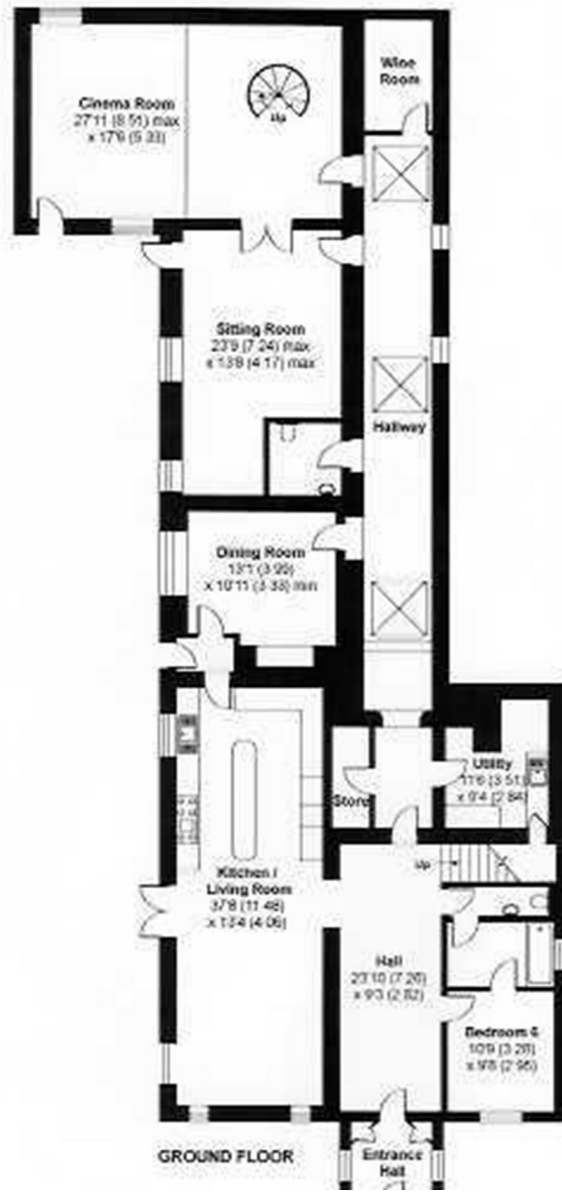 Wine
Room
Cinema Room
27'11 (8.51) max
x 17'6 (5.33)
Up
Sitting Room
23'9 (7.24) max
x 13'8 (4.17) max
Hallway
Dining Room
13'1 (3.99)
x 10'11 (3.33) min
Utility
11'6 (3.51)
x 9'4 (2.84)
Store
Up
Kitchen /
Living Room
37'8 (11.48)
x 13'4 (4.06)
Hall
23'10 (7.26)
x 9'3 (2.82)
Bedroom 6
10'9 (3.28)
x 9'8 (2.95)
GROUND FLOOR
Entrance
Hall